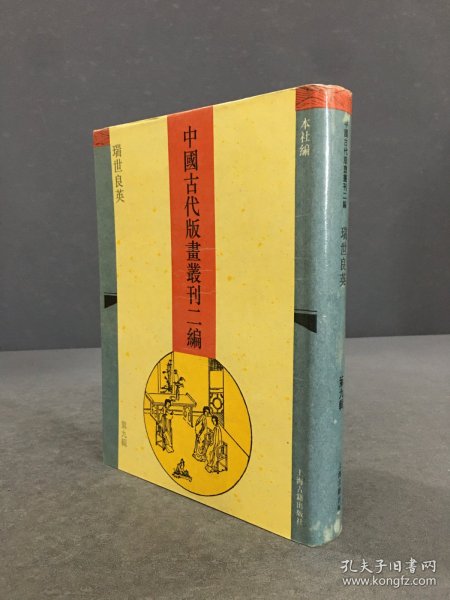 中國古代版畫叢刊二編
瑞世良英
第九輯
本社編
上海古籍出版社
中國古代版畫叢刊二編
瑞世良英
第九輯
孔夫子旧书网
www.kongfz.com